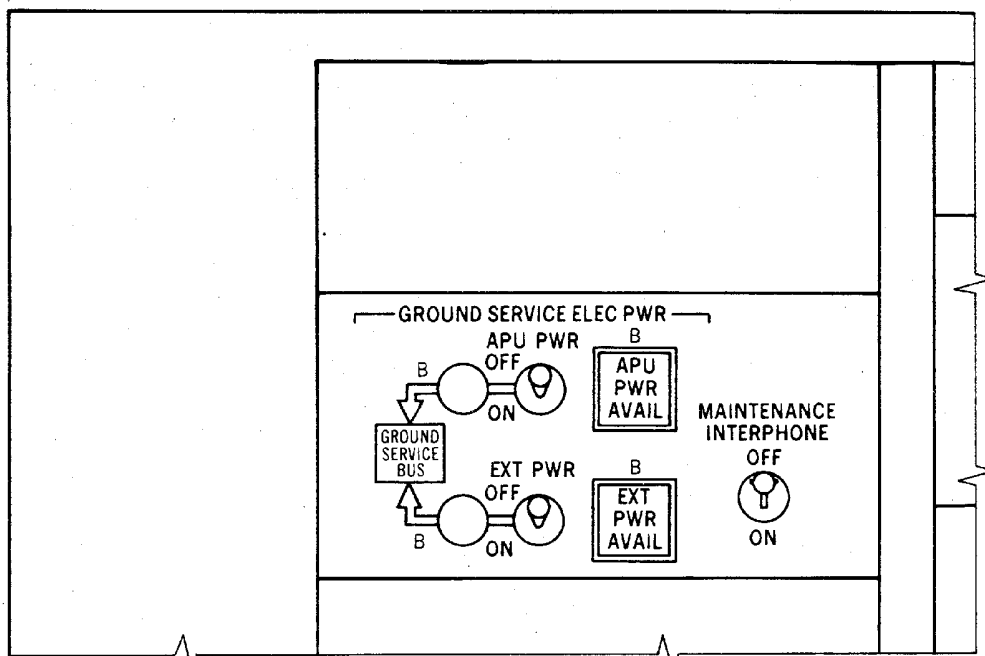 GROUND SERVICE ELEC PWR
APU PWR
OFF
ON
B
B
APU
PWR
AVAIL
GROUND
SERVICE
BUS
EXT PWR
OFF
ON
B
B
EXT
PWR
AVAIL
MAINTENANCE
INTERPHONE
OFF
ON